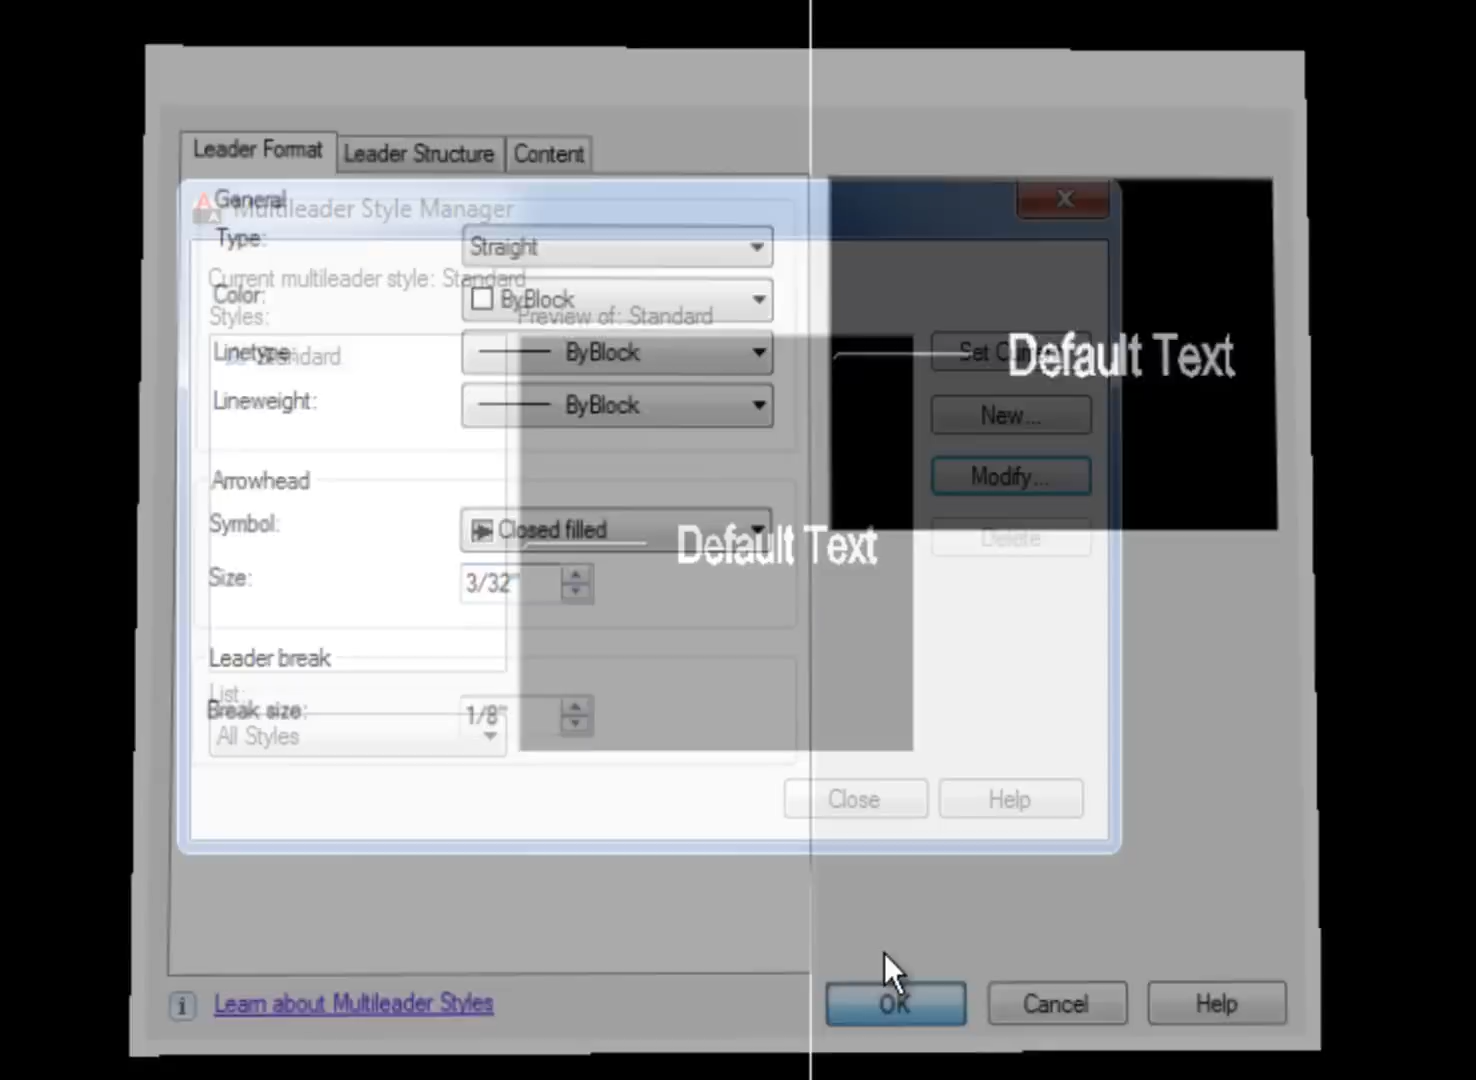 Leader Format Leader Structure Content
General
Multileader Style Manager
X
Type: Straight
Current multileader style: Standard
Color: ByBlock
Styles: Preview of: Standard
Linetype: ByBlock
Standard
Set Current
Default Text
Lineweight: ByBlock
New...
Arrowhead
Modify...
Symbol: Closed filled
Default Text
Delete
Size: 3/32"
Leader break
List:
Break size: 1/8"
All Styles
Close Help
Learn about Multileader Styles
OK Cancel Help